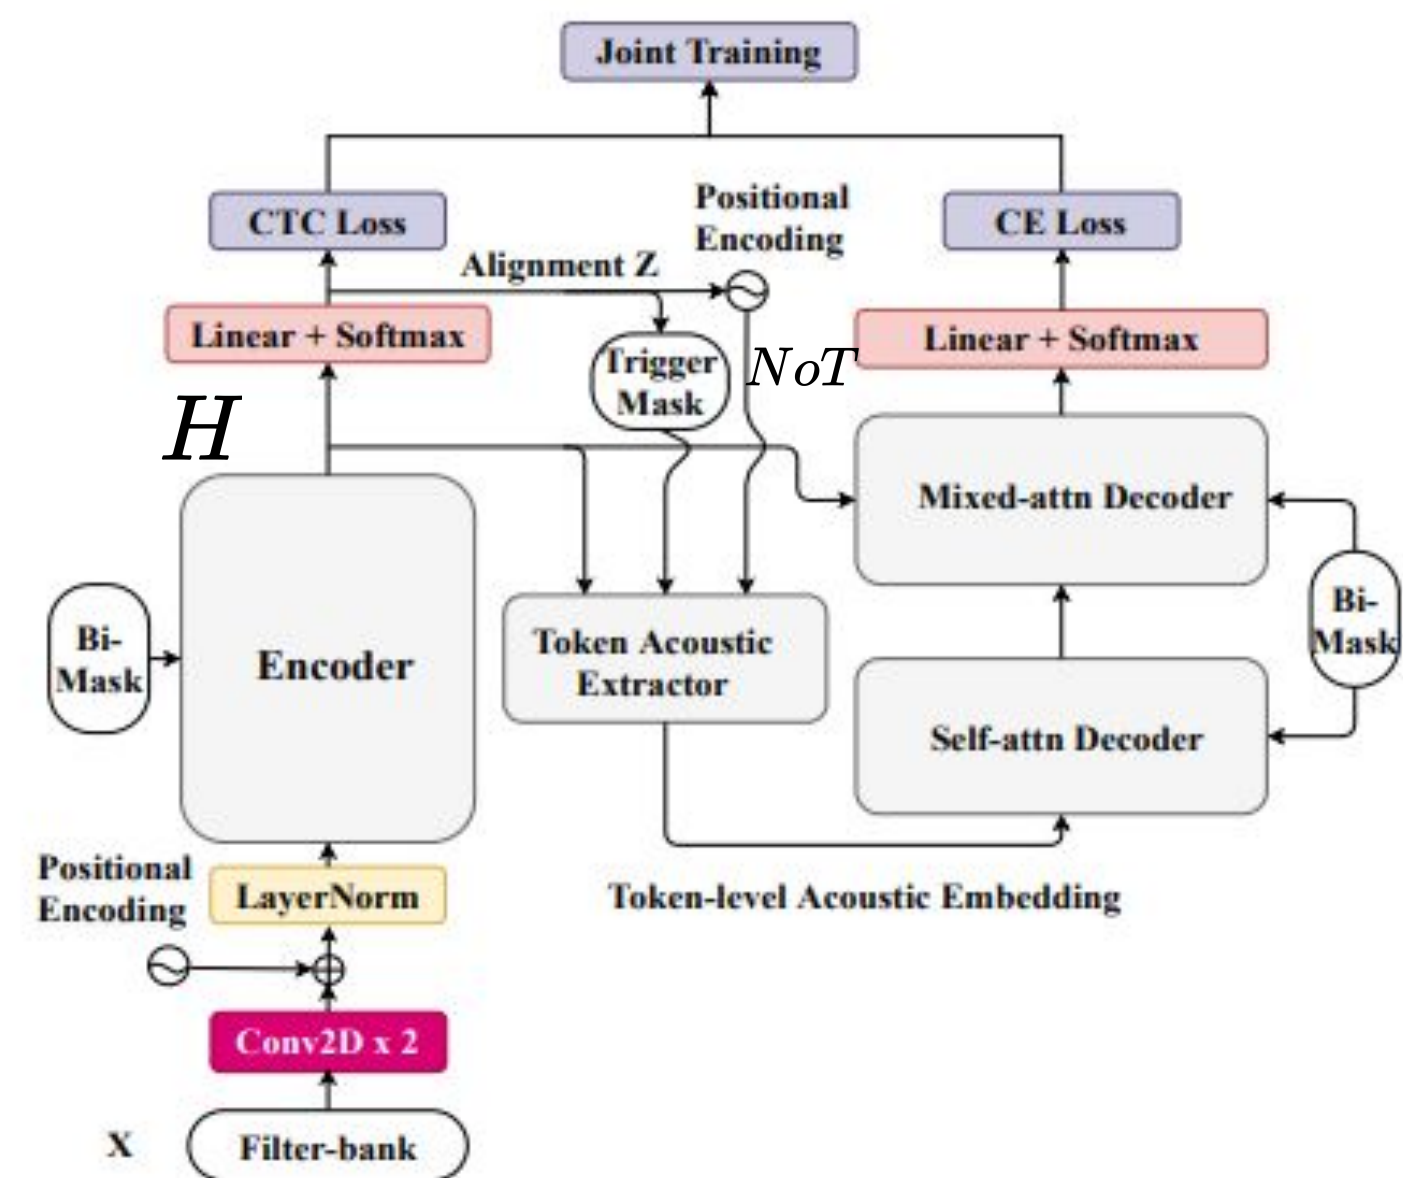 Joint Training
Positional
Encoding
CTC Loss
CE Loss
Alignment Z
Linear + Softmax
Trigger
Mask
NoT
Linear + Softmax
H
Mixed-attn Decoder
Bi-
Mask
Encoder
Token Acoustic
Extractor
Bi-
Mask
Self-attn Decoder
Positional
Encoding
LayerNorm
Token-level Acoustic Embedding
Conv2D x 2
X
Filter-bank